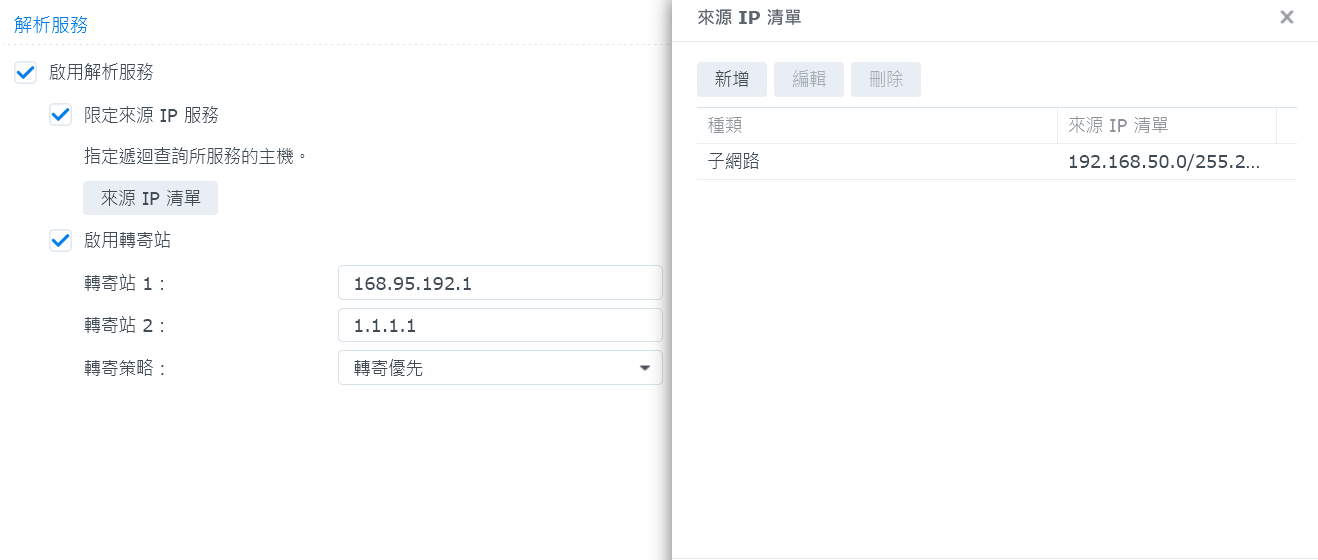 解析服務
啟用解析服務
限定來源 IP 服務
指定遞迴查詢所服務的主機。
來源 IP 清單
啟用轉寄站
轉寄站 1：
168.95.192.1
轉寄站 2：
1.1.1.1
轉寄策略：
轉寄優先
來源 IP 清單
新增 編輯 刪除
種類 來源 IP 清單
子網路 192.168.50.0/255.2...